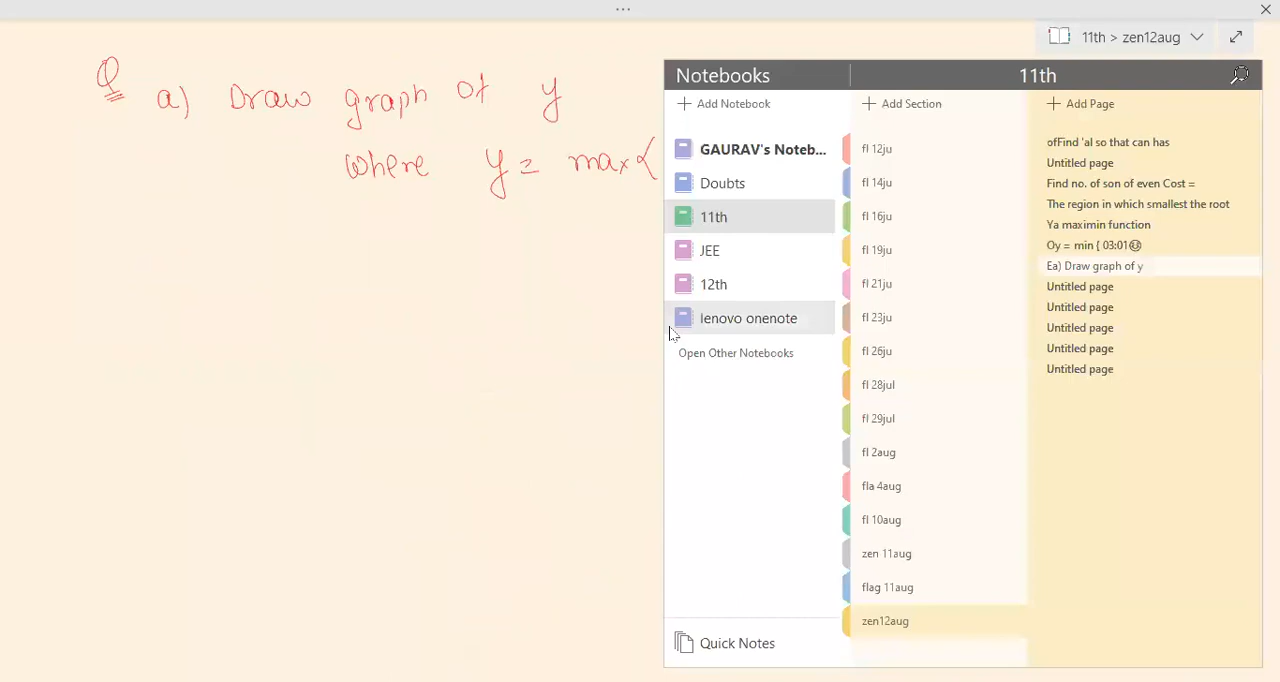 11th > zen12aug
Q a) Draw graph of y
where y = max {
Notebooks
11th
+ Add Notebook
GAURAV's Noteb...
Doubts
11th
JEE
12th
lenovo onenote
Open Other Notebooks
Quick Notes
+ Add Section
fl 12ju
fl 14ju
fl 16ju
fl 19ju
fl 21ju
fl 23ju
fl 26ju
fl 28jul
fl 29jul
fl 2aug
fla 4aug
fl 10aug
zen 11aug
flag 11aug
zen12aug
+ Add Page
ofFind 'al so that can has
Untitled page
Find no. of son of even Cost =
The region in which smallest the root
Ya maximin function
Oy = min { 03:01
Ea) Draw graph of y
Untitled page
Untitled page
Untitled page
Untitled page
Untitled page